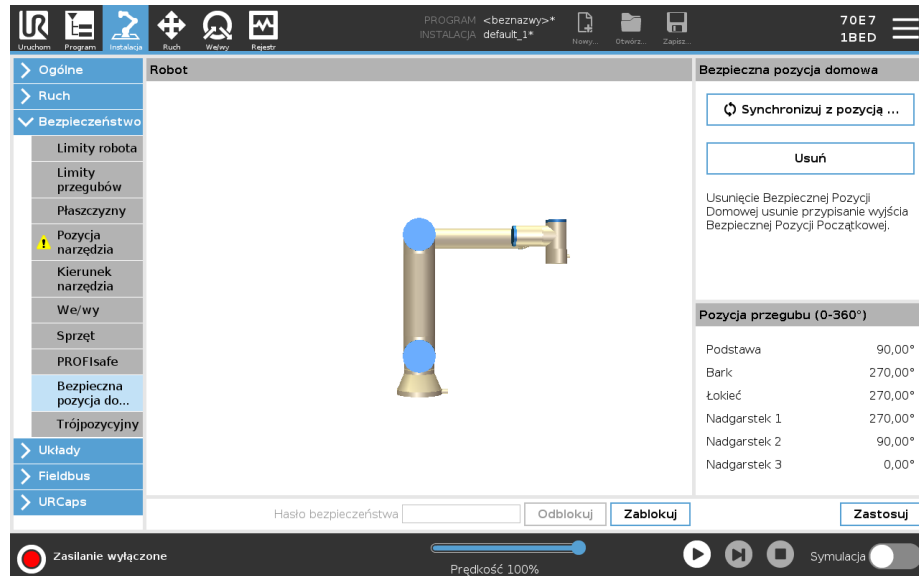 PROGRAM <beznazwy>*
INSTALACJA default_1*
Uruchom Program Instalacja Ruch We/wy Rejestr
Nowy... Otwórz... Zapisz...
70E7
1BED
Ogólne
Ruch
Bezpieczeństwo
Limity robota
Limity
przegubów
Płaszczyzny
Pozycja
narzędzia
Kierunek
narzędzia
We/wy
Sprzęt
PROFIsafe
Bezpieczna
pozycja do...
Trójpozycyjny
Układy
Fieldbus
URCaps
Robot
Hasło bezpieczeństwa Odblokuj Zablokuj
Bezpieczna pozycja domowa
Synchronizuj z pozycją ...
Usuń
Usunięcie Bezpiecznej Pozycji
Domowej usunie przypisanie wyjścia
Bezpiecznej Pozycji Początkowej.
Pozycja przegubu (0-360°)
Podstawa 90,00°
Bark 270,00°
Łokieć 270,00°
Nadgarstek 1 270,00°
Nadgarstek 2 90,00°
Nadgarstek 3 0,00°
Zastosuj
Zasilanie wyłączone
Prędkość 100%
Symulacja